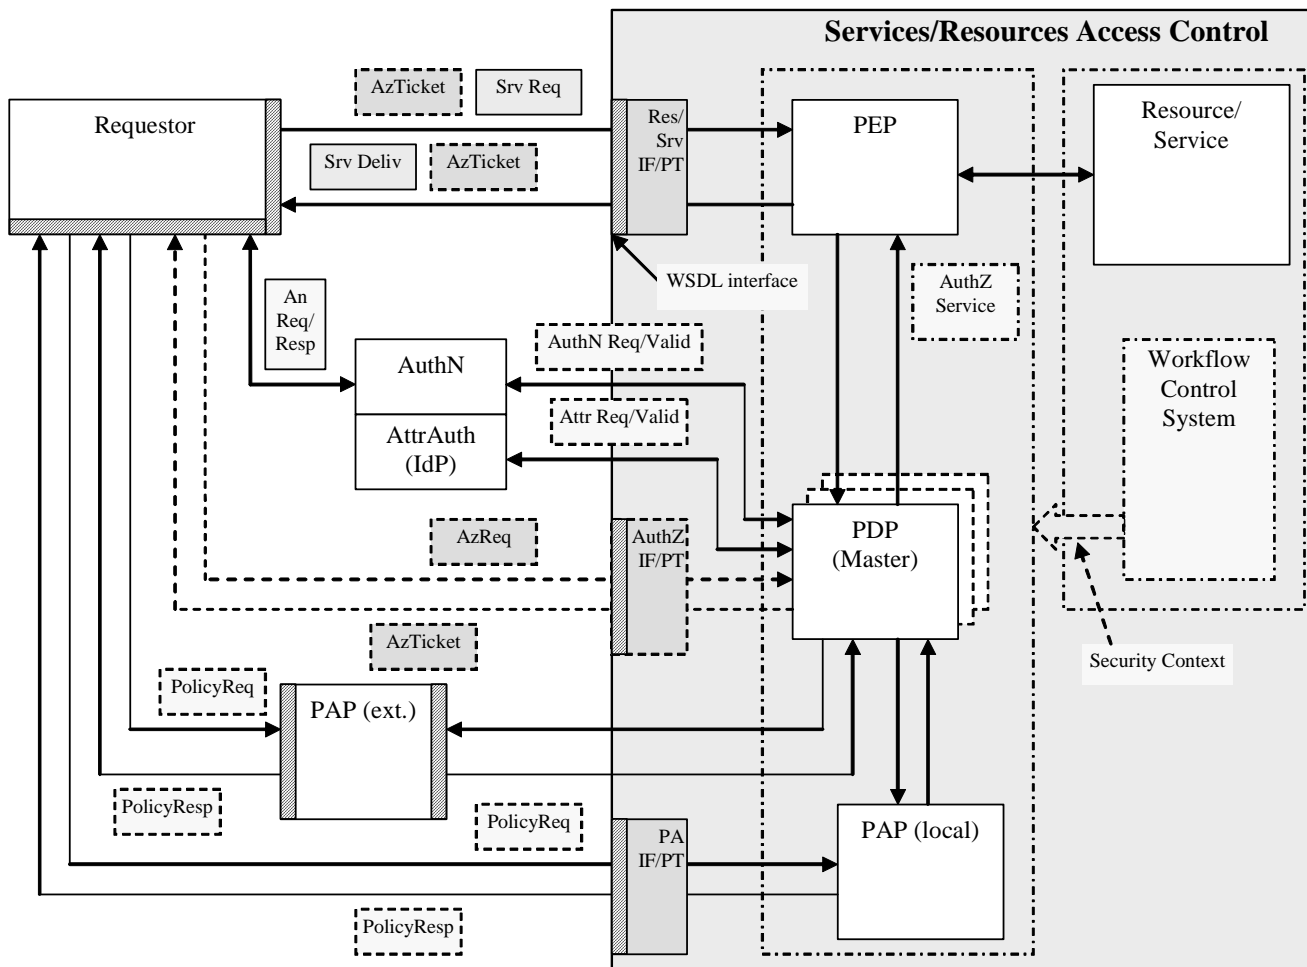 Services/Resources Access Control
AzTicket
Srv Req
Requestor
Res/
Srv
IF/PT
PEP
Resource/
Service
Srv Deliv
AzTicket
WSDL interface
AuthZ
Service
An
Req/
Resp
AuthN Req/Valid
AuthN
Attr Req/Valid
AttrAuth
(IdP)
Workflow
Control
System
AzReq
AuthZ
IF/PT
PDP
(Master)
AzTicket
Security Context
PolicyReq
PAP (ext.)
PolicyResp
PolicyReq
PA
IF/PT
PAP (local)
PolicyResp